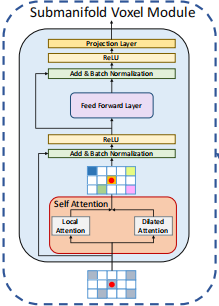 Submanifold Voxel Module
Projection Layer
ReLU
Add & Batch Normalization
Feed Forward Layer
ReLU
Add & Batch Normalization
Self Attention
Local
Attention
Dilated
Attention